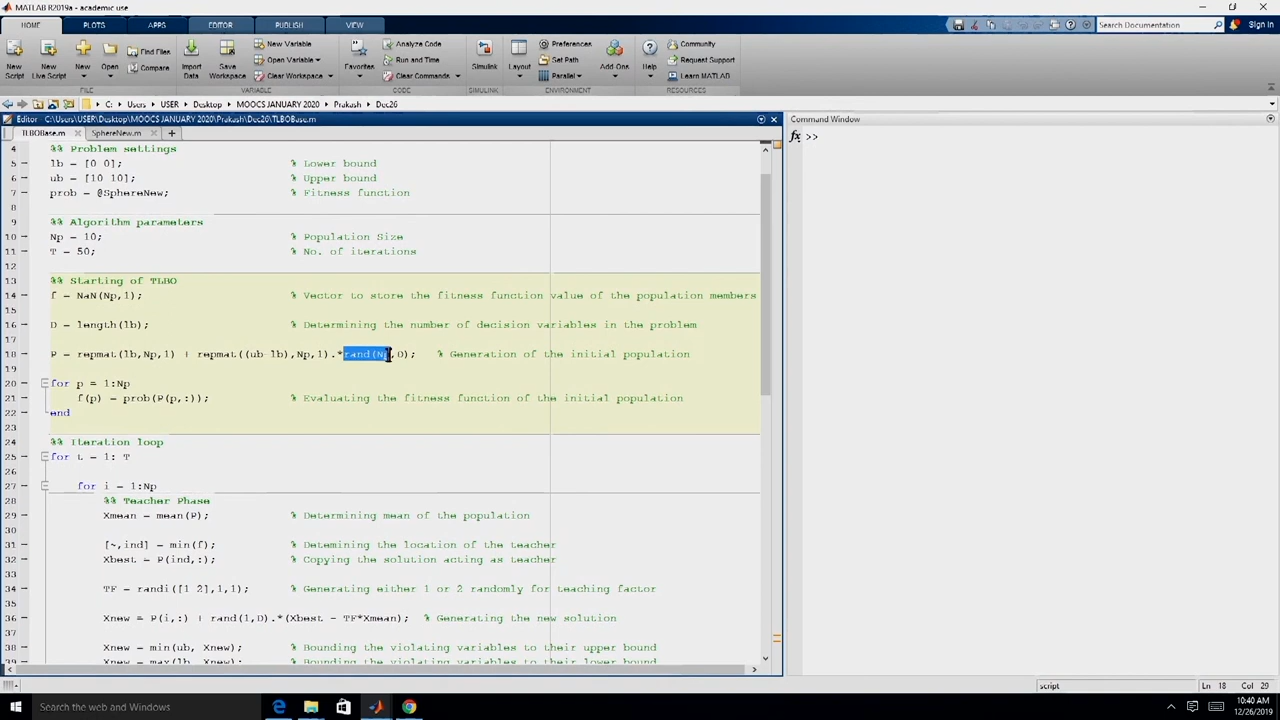 MATLAB R2019a - academic use
HOME PLOTS APPS EDITOR PUBLISH VIEW
Search Documentation Sign In
New Script New Live Script New Open Find Files Compare Import Data Save Workspace New Variable Open Variable Clear Workspace Favorites Analyze Code Run and Time Clear Commands Simulink Layout Preferences Set Path Parallel Add-Ons Help Community Request Support Learn MATLAB
FILE VARIABLE CODE SIMULINK ENVIRONMENT RESOURCES
C: Users USER Desktop MOOCS JANUARY 2020 Prakash Dec26
Editor - C:\Users\USER\Desktop\MOOCS JANUARY 2020\Prakash\Dec26\TLBOBase.m
Command Window
TLBOBase.m SphereNew.m
fx >>
4 %% Problem settings
5 lb = [0 0]; % Lower bound
6 ub = [10 10]; % Upper bound
7 prob = @SphereNew; % Fitness function
8
9 %% Algorithm parameters
10 Np = 10; % Population Size
11 T = 50; % No. of iterations
12
13 %% Starting of TLBO
14 f = NaN(Np,1); % Vector to store the fitness function value of the population members
15
16 D = length(lb); % Determining the number of decision variables in the problem
17
18 P = repmat(lb,Np,1) + repmat((ub-lb),Np,1).*rand(Np,D); % Generation of the initial population
19
20 for p = 1:Np
21 f(p) = prob(P(p,:)); % Evaluating the fitness function of the initial population
22 end
23
24 %% Iteration loop
25 for t = 1: T
26
27 for i = 1:Np
28 %% Teacher Phase
29 Xmean = mean(P); % Determining mean of the population
30
31 [~,ind] = min(f); % Detemining the location of the teacher
32 Xbest = P(ind,:); % Copying the solution acting as teacher
33
34 TF = randi([1 2],1,1); % Generating either 1 or 2 randomly for teaching factor
35
36 Xnew = P(i,:) + rand(1,D).*(Xbest - TF*Xmean); % Generating the new solution
37
38 Xnew = min(ub, Xnew); % Bounding the violating variables to their upper bound
39 Xnew = max(lb, Xnew); % Bounding the violating variables to their lower bound
script Ln 18 Col 29
Search the web and Windows
10:40 AM
12/26/2019